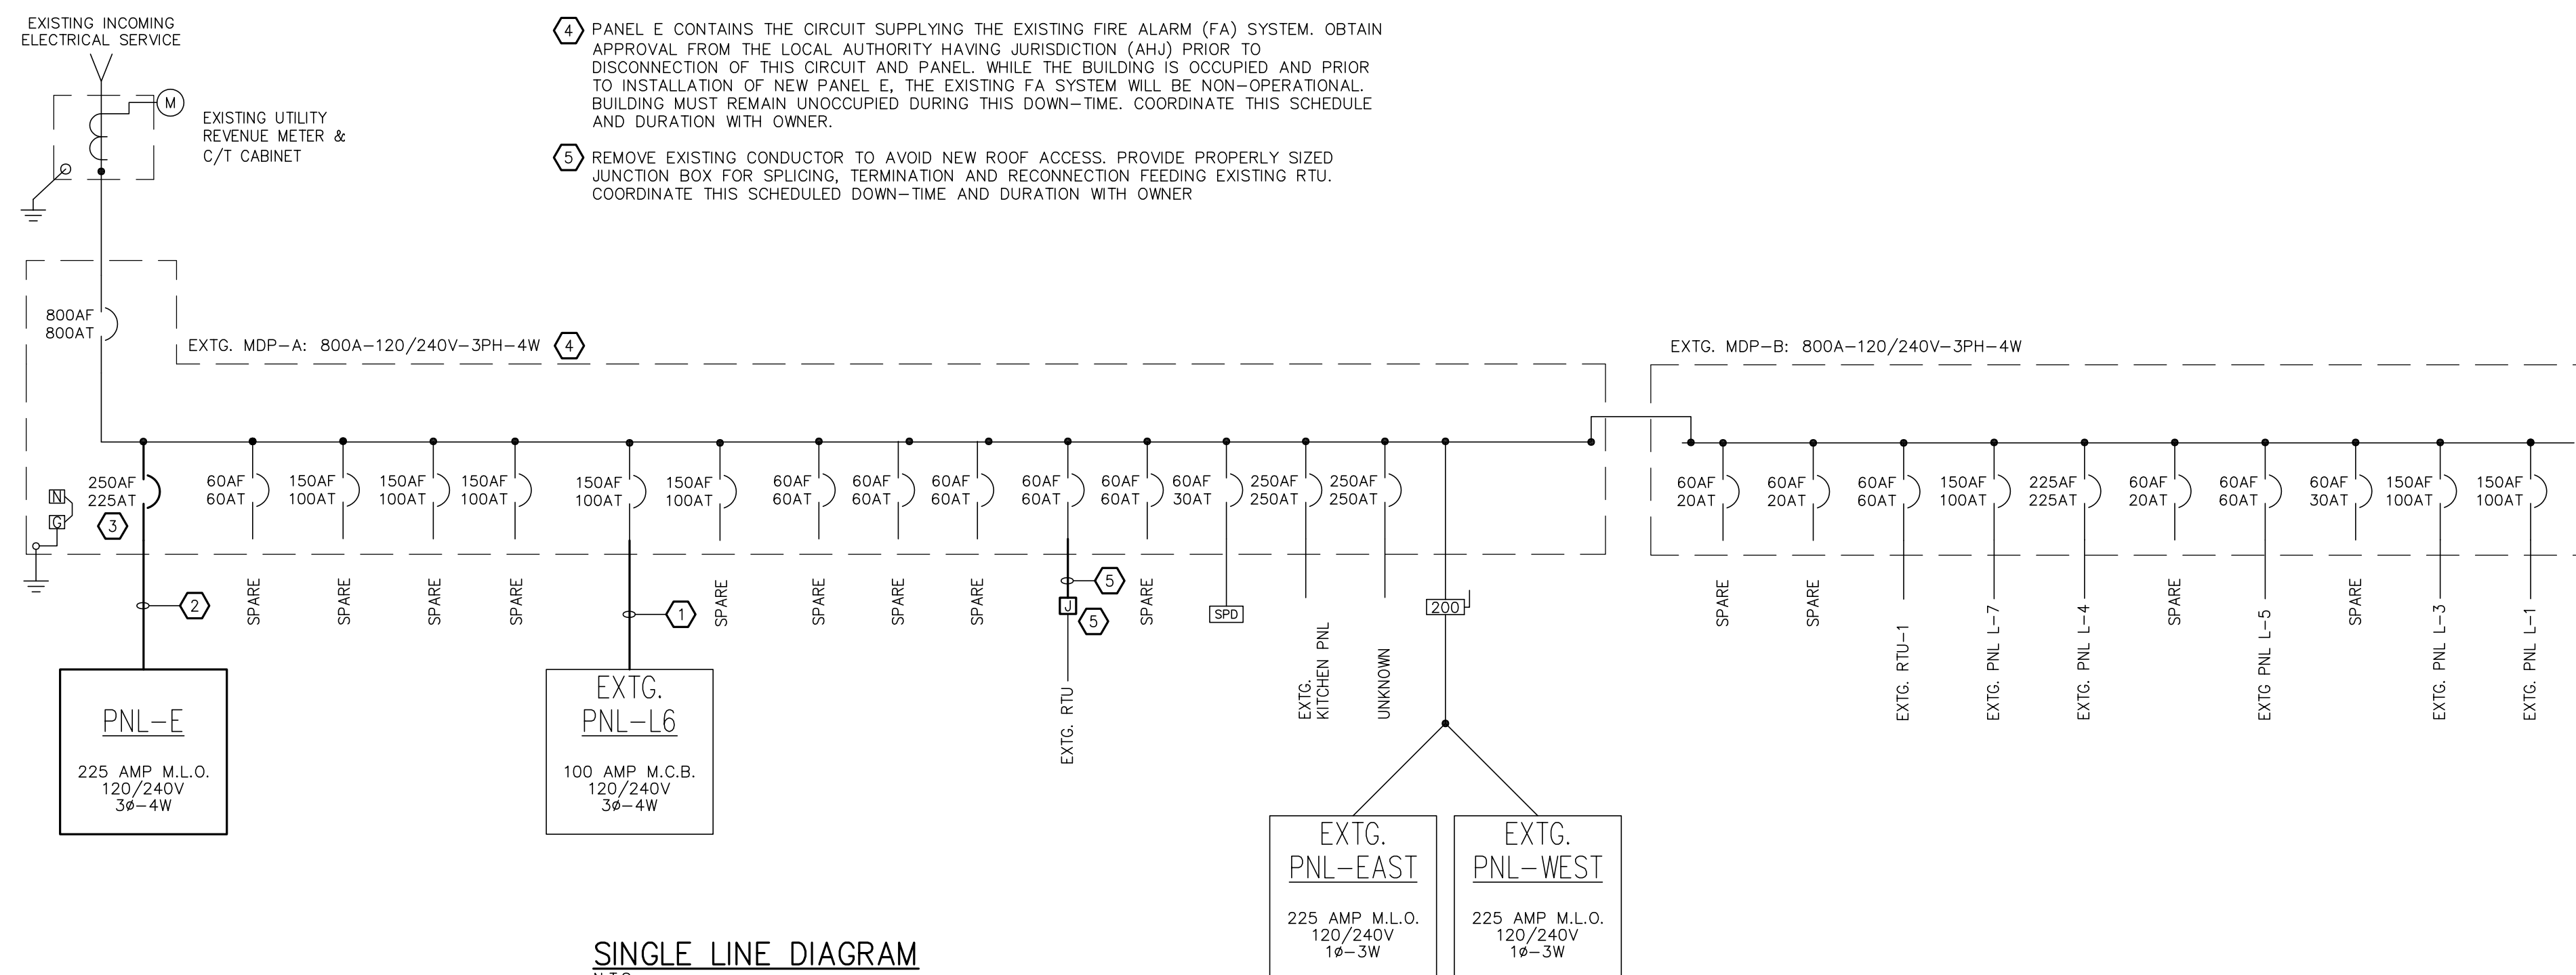 EXISTING INCOMING
ELECTRICAL SERVICE
M
EXISTING UTILITY
REVENUE METER &
C/T CABINET
4 PANEL E CONTAINS THE CIRCUIT SUPPLYING THE EXISTING FIRE ALARM (FA) SYSTEM. OBTAIN
APPROVAL FROM THE LOCAL AUTHORITY HAVING JURISDICTION (AHJ) PRIOR TO
DISCONNECTION OF THIS CIRCUIT AND PANEL. WHILE THE BUILDING IS OCCUPIED AND PRIOR
TO INSTALLATION OF NEW PANEL E, THE EXISTING FA SYSTEM WILL BE NON-OPERATIONAL.
BUILDING MUST REMAIN UNOCCUPIED DURING THIS DOWN-TIME. COORDINATE THIS SCHEDULE
AND DURATION WITH OWNER.
5 REMOVE EXISTING CONDUCTOR TO AVOID NEW ROOF ACCESS. PROVIDE PROPERLY SIZED
JUNCTION BOX FOR SPLICING, TERMINATION AND RECONNECTION FEEDING EXISTING RTU.
COORDINATE THIS SCHEDULED DOWN-TIME AND DURATION WITH OWNER
800AF
800AT
EXTG. MDP-A: 800A-120/240V-3PH-4W 4
EXTG. MDP-B: 800A-120/240V-3PH-4W
250AF 60AF 150AF 150AF 150AF 150AF 150AF 60AF 60AF 60AF 60AF 60AF 60AF 250AF 250AF 60AF 60AF 60AF 150AF 225AF 60AF 60AF 60AF 150AF 150AF
225AT 60AT 100AT 100AT 100AT 100AT 100AT 60AT 60AT 60AT 60AT 60AT 30AT 250AT 250AT 20AT 20AT 60AT 100AT 225AT 20AT 60AT 30AT 100AT 100AT
N
G
3
2
SPARE
SPARE
SPARE
SPARE
1
SPARE
SPARE
SPARE
SPARE
5
J
5
EXTG. RTU
SPARE
SPD
EXTG.
KITCHEN PNL
UNKNOWN
200
SPARE
SPARE
EXTG. RTU-1
EXTG. PNL L-7
EXTG. PNL L-4
SPARE
EXTG PNL L-5
SPARE
EXTG. PNL L-3
EXTG. PNL L-1
PNL-E
225 AMP M.L.O.
120/240V
3ø-4W
EXTG.
PNL-L6
100 AMP M.C.B.
120/240V
3ø-4W
EXTG.
PNL-EAST
225 AMP M.L.O.
120/240V
1ø-3W
EXTG.
PNL-WEST
225 AMP M.L.O.
120/240V
1ø-3W
SINGLE LINE DIAGRAM